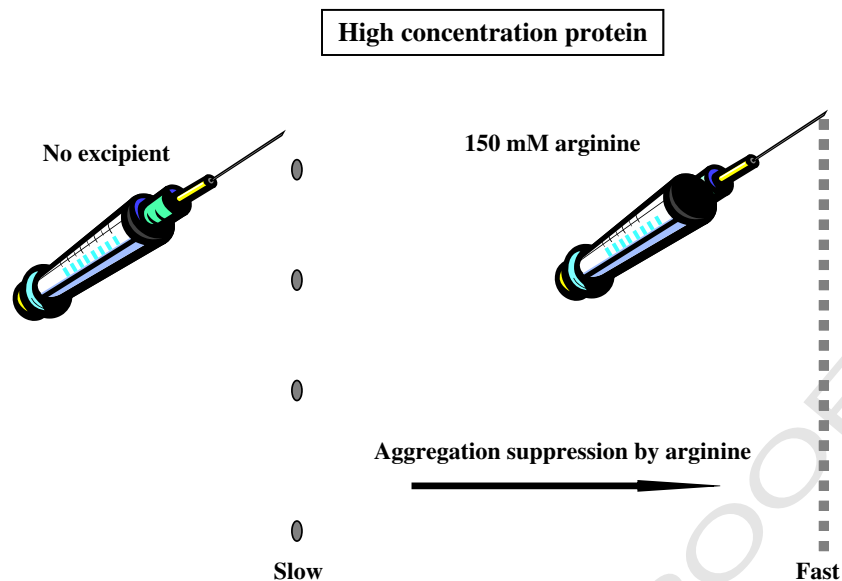 High concentration protein
No excipient
150 mM arginine
Aggregation suppression by arginine
Slow
Fast